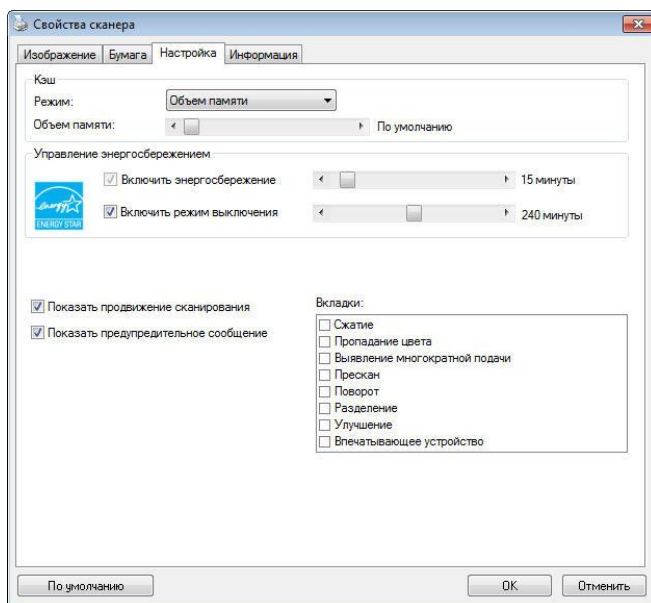 Свойства сканера
Изображение Бумага Настройка Информация
Кэш
Режим: Объем памяти
Объем памяти: По умолчанию
Управление энергосбережением
Включить энергосбережение 15 минуты
Включить режим выключения 240 минуты
energy
ENERGY STAR
Показать продвижение сканирования
Показать предупредительное сообщение
Вкладки:
Сжатие
Пропадание цвета
Выявление многократной подачи
Прескан
Поворот
Разделение
Улучшение
Впечатывающее устройство
По умолчанию OK Отменить